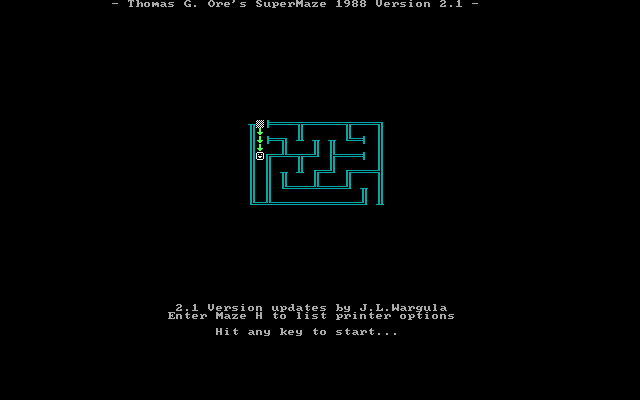 - Thomas G. Ore's SuperMaze 1988 Version 2.1 -
2.1 Version updates by J.L.Wargula
Enter Maze H to list printer options
Hit any key to start...